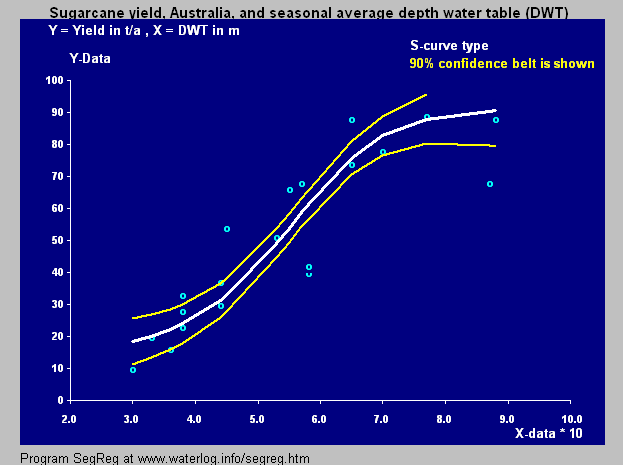 Sugarcane yield, Australia, and seasonal average depth water table (DWT)
Y = Yield in t/a , X = DWT in m
S-curve type
Y-Data
90% confidence belt is shown
100
90
80
70
60
50
40
30
20
10
0
2.0 3.0 4.0 5.0 6.0 7.0 8.0 9.0 10.0
X-data * 10
Program SegReg at www.waterlog.info/segreg.htm